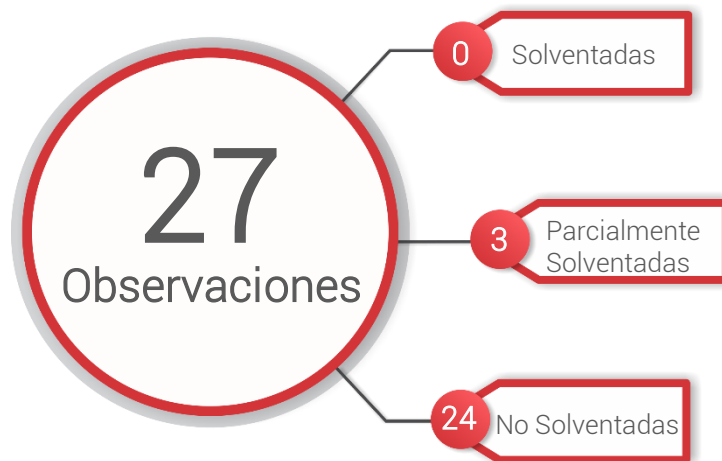 27
Observaciones
0
Solventadas
3
Parcialmente
Solventadas
24
No Solventadas